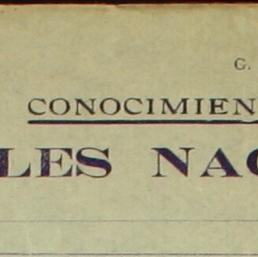 G.
CONOCIMIEN
LES NAC